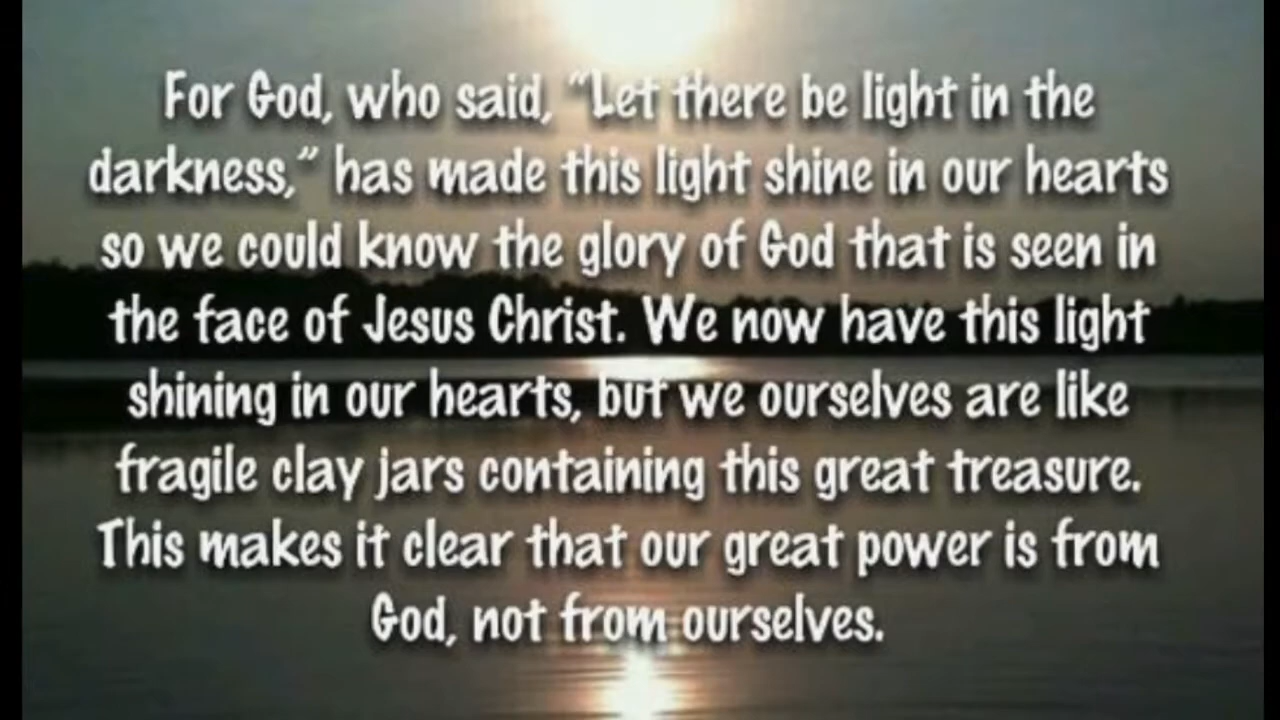 For God, who said, “Let there be light in the
darkness,” has made this light shine in our hearts
so we could know the glory of God that is seen in
the face of Jesus Christ. We now have this light
shining in our hearts, but we ourselves are like
fragile clay jars containing this great treasure.
This makes it clear that our great power is from
God, not from ourselves.